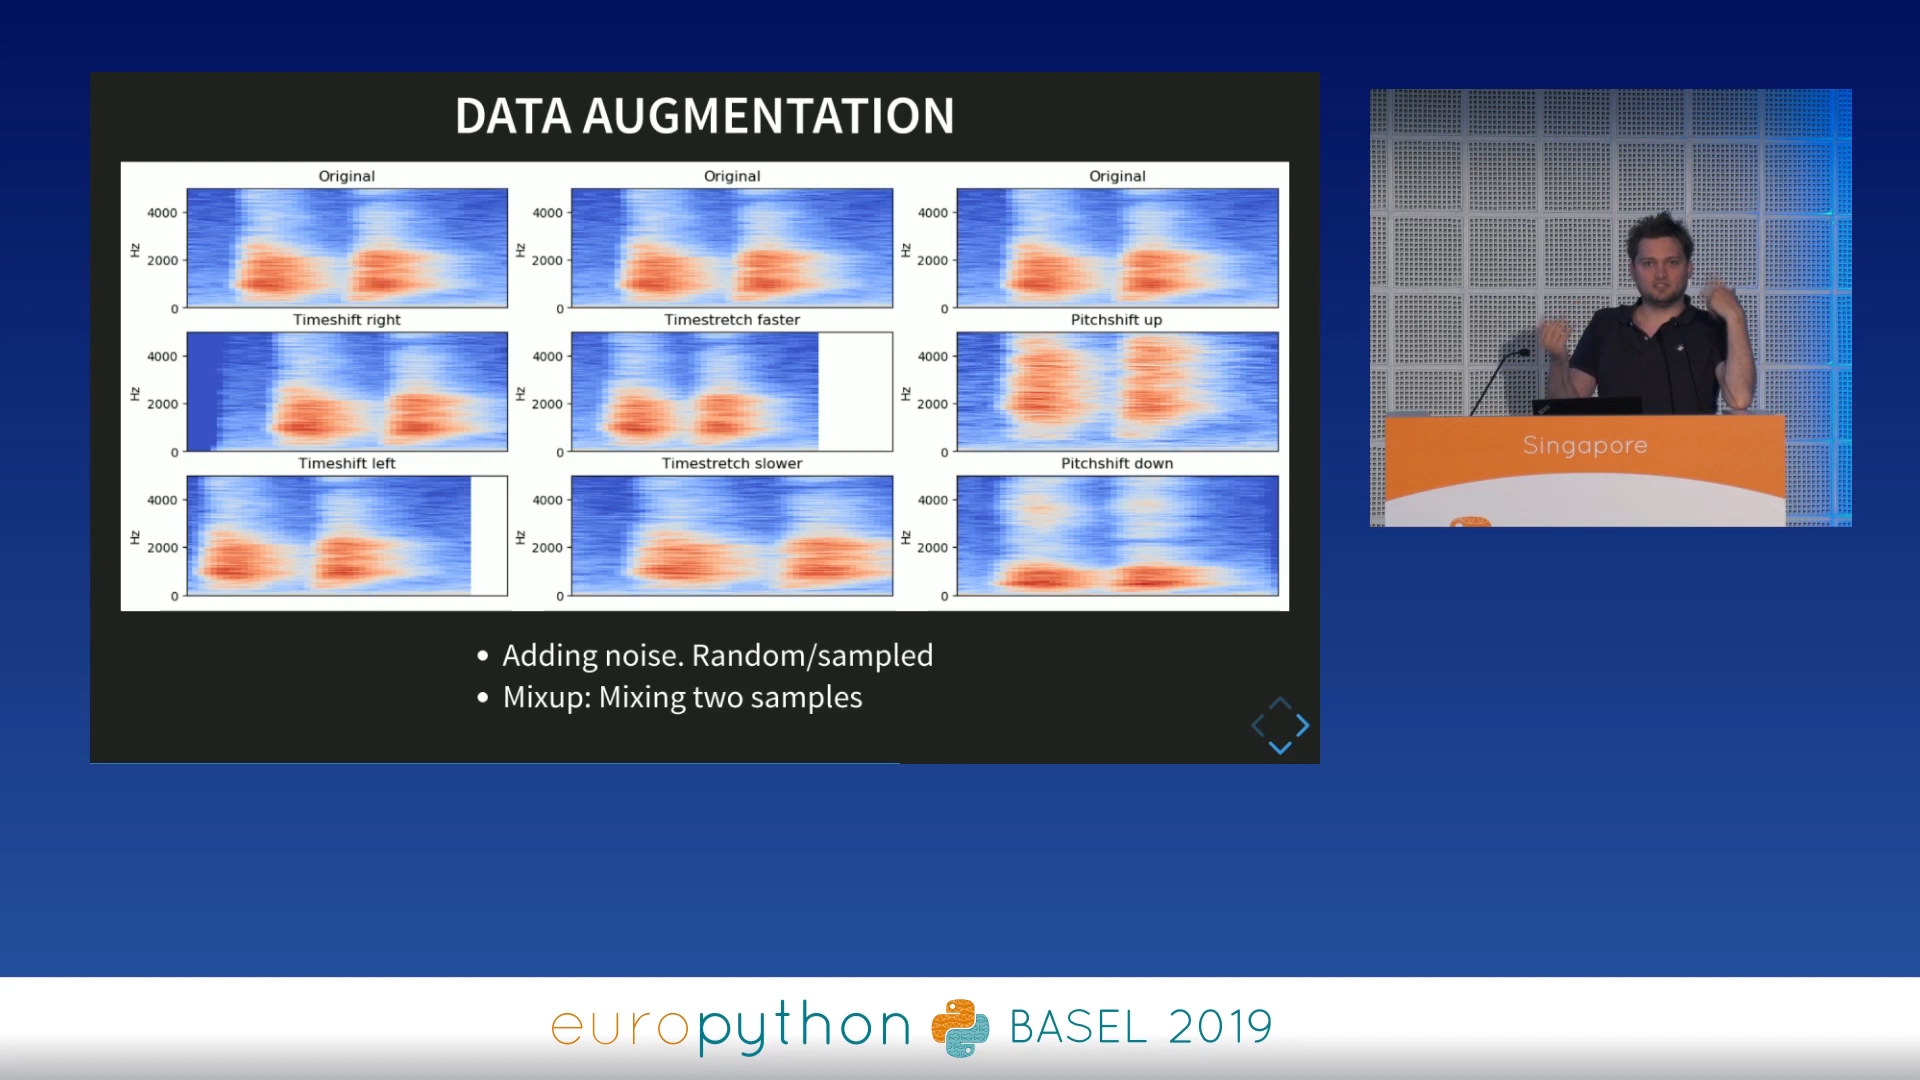 DATA AUGMENTATION
Original
Original
Original
Hz
4000
2000
0
Hz
4000
2000
0
Hz
4000
2000
0
Timeshift right
Timestretch faster
Pitchshift up
Hz
4000
2000
0
Hz
4000
2000
0
Hz
4000
2000
0
Timeshift left
Timestretch slower
Pitchshift down
Hz
4000
2000
0
Hz
4000
2000
0
Hz
4000
2000
0
• Adding noise. Random/sampled
• Mixup: Mixing two samples
Singapore
europython BASEL 2019